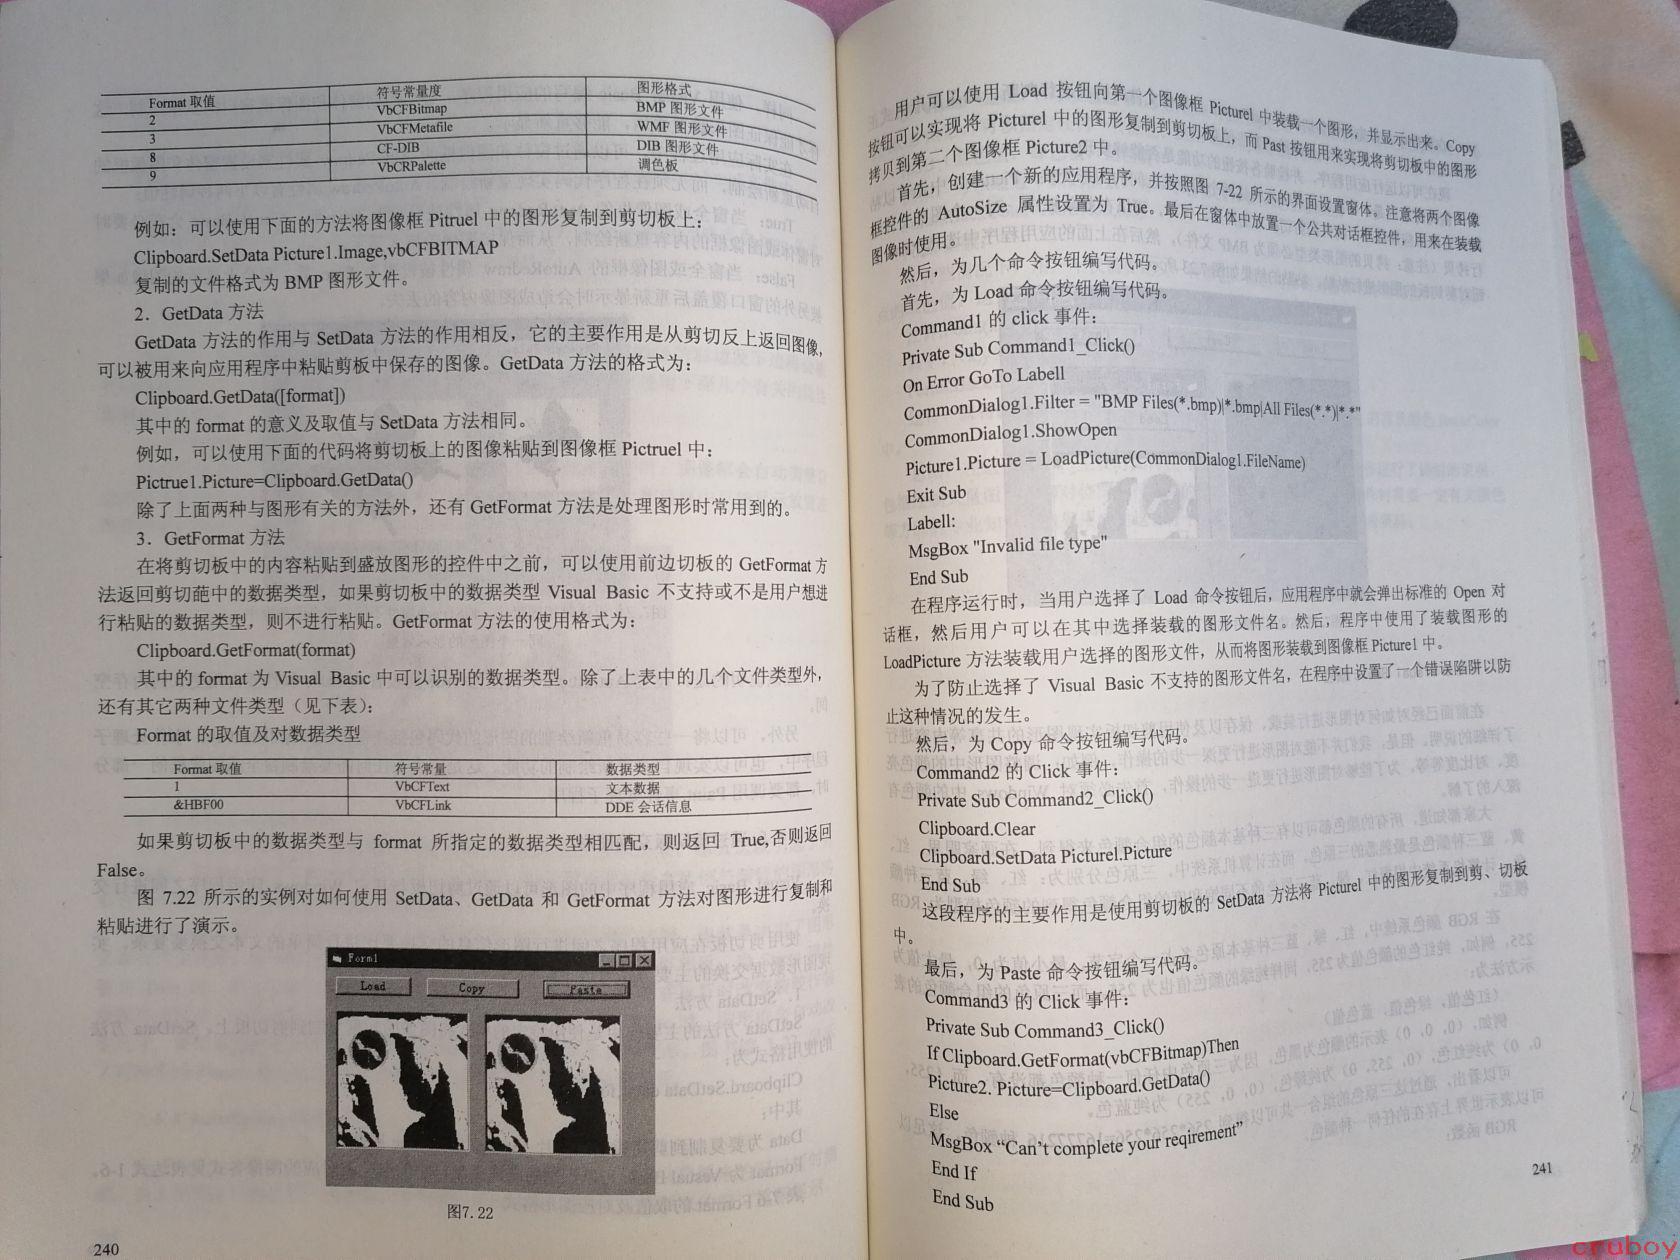 Format 取值 符号常量度 图形格式
2 VbCFBitmap BMP 图形文件
3 VbCFMetafile WMF 图形文件
8 CF-DIB DIB 图形文件
9 VbCRPalette 调色板
例如：可以使用下面的方法将图像框 Pitruel 中的图形复制到剪切板上：
Clipboard.SetData Picture1.Image,vbCFBITMAP
复制的文件格式为 BMP 图形文件。
2．GetData 方法
GetData 方法的作用与 SetData 方法的作用相反，它的主要作用是从剪切反上返回图像,
可以被用来向应用程序中粘贴剪板中保存的图像。GetData 方法的格式为：
Clipboard.GetData([format])
其中的 format 的意义及取值与 SetData 方法相同。
例如，可以使用下面的代码将剪切板上的图像粘贴到图像框 Pictruel 中：
Pictrue1.Picture=Clipboard.GetData()
除了上面两种与图形有关的方法外，还有 GetFormat 方法是处理图形时常用到的。
3．GetFormat 方法
在将剪切板中的内容粘贴到盛放图形的控件中之前，可以使用前边切板的 GetFormat 方
法返回剪切葩中的数据类型，如果剪切板中的数据类型 Visual Basic 不支持或不是用户想进
行粘贴的数据类型，则不进行粘贴。GetFormat 方法的使用格式为：
Clipboard.GetFormat(format)
其中的 format 为 Visual Basic 中可以识别的数据类型。除了上表中的几个文件类型外，
还有其它两种文件类型（见下表）：
Format 的取值及对数据类型
Format 取值 符号常量 数据类型
1 VbCFText 文本数据
&HBF00 VbCFLink DDE 会话信息
如果剪切板中的数据类型与 format 所指定的数据类型相匹配，则返回 True,否则返回
False。
图 7.22 所示的实例对如何使用 SetData、GetData 和 GetFormat 方法对图形进行复制和
粘贴进行了演示。
Form1
Load Copy Paste
图7.22
240
用户可以使用 Load 按钮向第一个图像框 Picturel 中装载一个图形，并显示出来。Copy
按钮可以实现将 Picturel 中的图形复制到剪切板上，而 Past 按钮用来实现将剪切板中的图形
拷贝到第二个图像框 Picture2 中。
首先，创建一个新的应用程序，并按照图 7-22 所示的界面设置窗体。注意将两个图像
框控件的 AutoSize 属性设置为 True。最后在窗体中放置一个公共对话框控件，用来在装载
图像时使用。
然后，为几个命令按钮编写代码。
首先，为 Load 命令按钮编写代码。
Command1 的 click 事件：
Private Sub Command1_Click()
On Error GoTo Labell
CommonDialog1.Filter = "BMP Files(*.bmp)|*.bmp|All Files(*.*)|*.*"
CommonDialog1.ShowOpen
Picture1.Picture = LoadPicture(CommonDialog1.FileName)
Exit Sub
Labell:
MsgBox "Invalid file type"
End Sub
在程序运行时，当用户选择了 Load 命令按钮后，应用程序中就会弹出标准的 Open 对
话框，然后用户可以在其中选择装载的图形文件名。然后，程序中使用了装载图形的
LoadPicture 方法装载用户选择的图形文件，从而将图形装载到图像框 Picture1 中。
为了防止选择了 Visual Basic 不支持的图形文件名，在程序中设置了一个错误陷阱以防
止这种情况的发生。
然后，为 Copy 命令按钮编写代码。
Command2 的 Click 事件：
Private Sub Command2_Click()
Clipboard.Clear
Clipboard.SetData Picturel.Picture
End Sub
这段程序的主要作用是使用剪切板的 SetData 方法将 Picturel 中的图形复制到剪、切板
中。
最后，为 Paste 命令按钮编写代码。
Command3 的 Click 事件：
Private Sub Command3_Click()
If Clipboard.GetFormat(vbCFBitmap)Then
Picture2. Picture=Clipboard.GetData()
Else
MsgBox “Can’t complete your reqirement”
End If
End Sub
241
cruboy